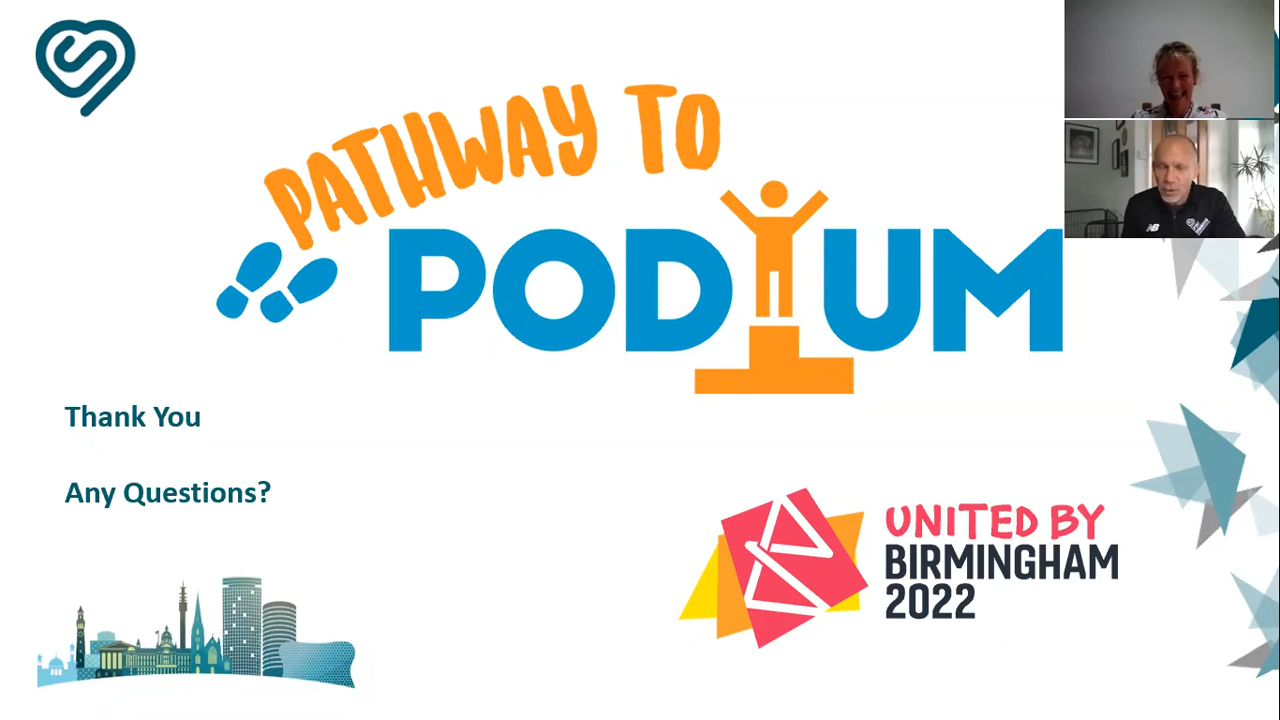 PATHWAY TO
PODIUM
Thank You
Any Questions?
UNITED BY
BIRMINGHAM
2022